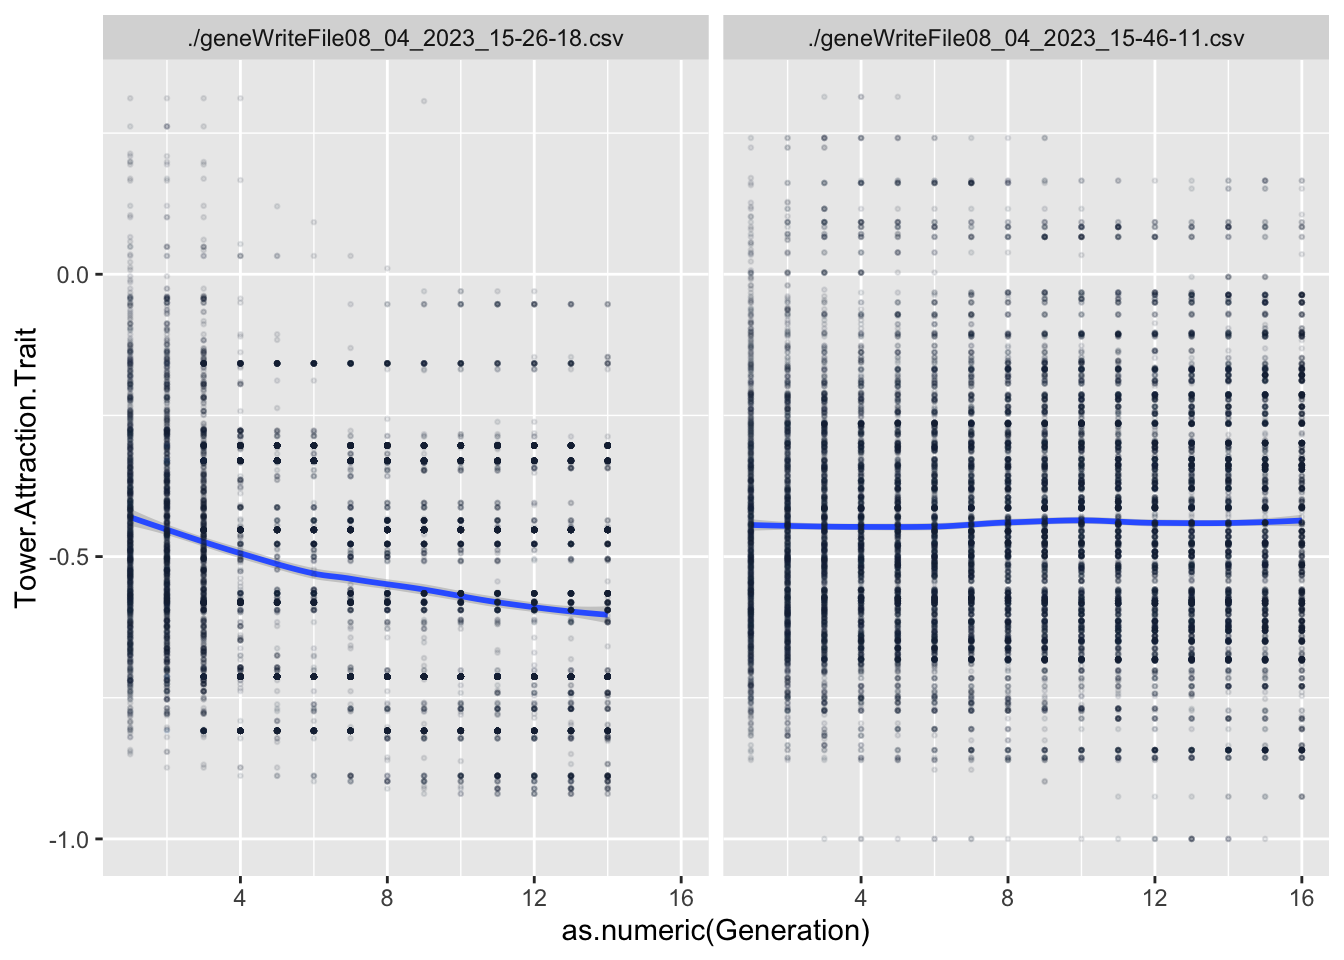 ./geneWriteFile08_04_2023_15-26-18.csv
./geneWriteFile08_04_2023_15-46-11.csv
Tower.Attraction.Trait
0.0
-0.5
-1.0
4 8 12 16
4 8 12 16
as.numeric(Generation)